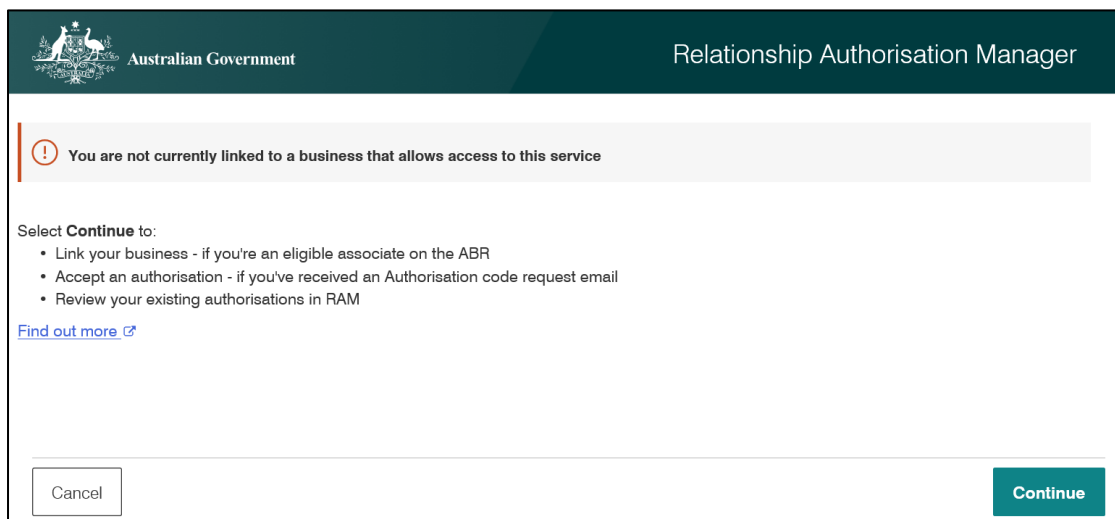 Australian Government
Relationship Authorisation Manager
You are not currently linked to a business that allows access to this service
Select Continue to:
• Link your business - if you're an eligible associate on the ABR
• Accept an authorisation - if you've received an Authorisation code request email
• Review your existing authorisations in RAM
Find out more
Cancel
Continue